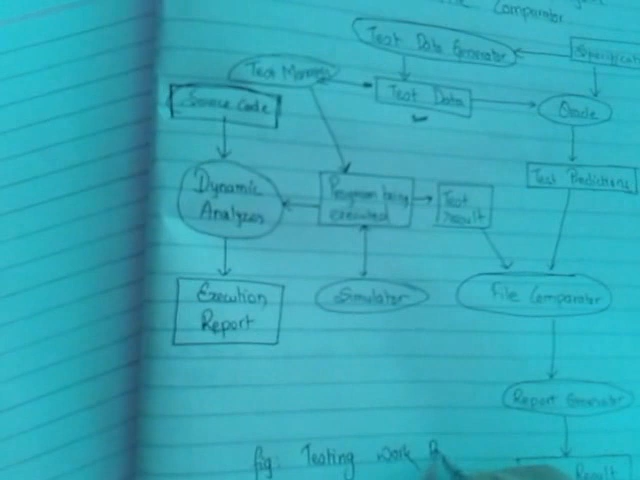 Comparator
Test Data Generator
Specificati
Test Manager
Source Code
Test Data
Oracle
Dynamic
Analyzer
Program being
executed
Test
result
Test Predictions
Execution
Report
Simulator
File Comparator
Report Generator
fig: Testing work
Result